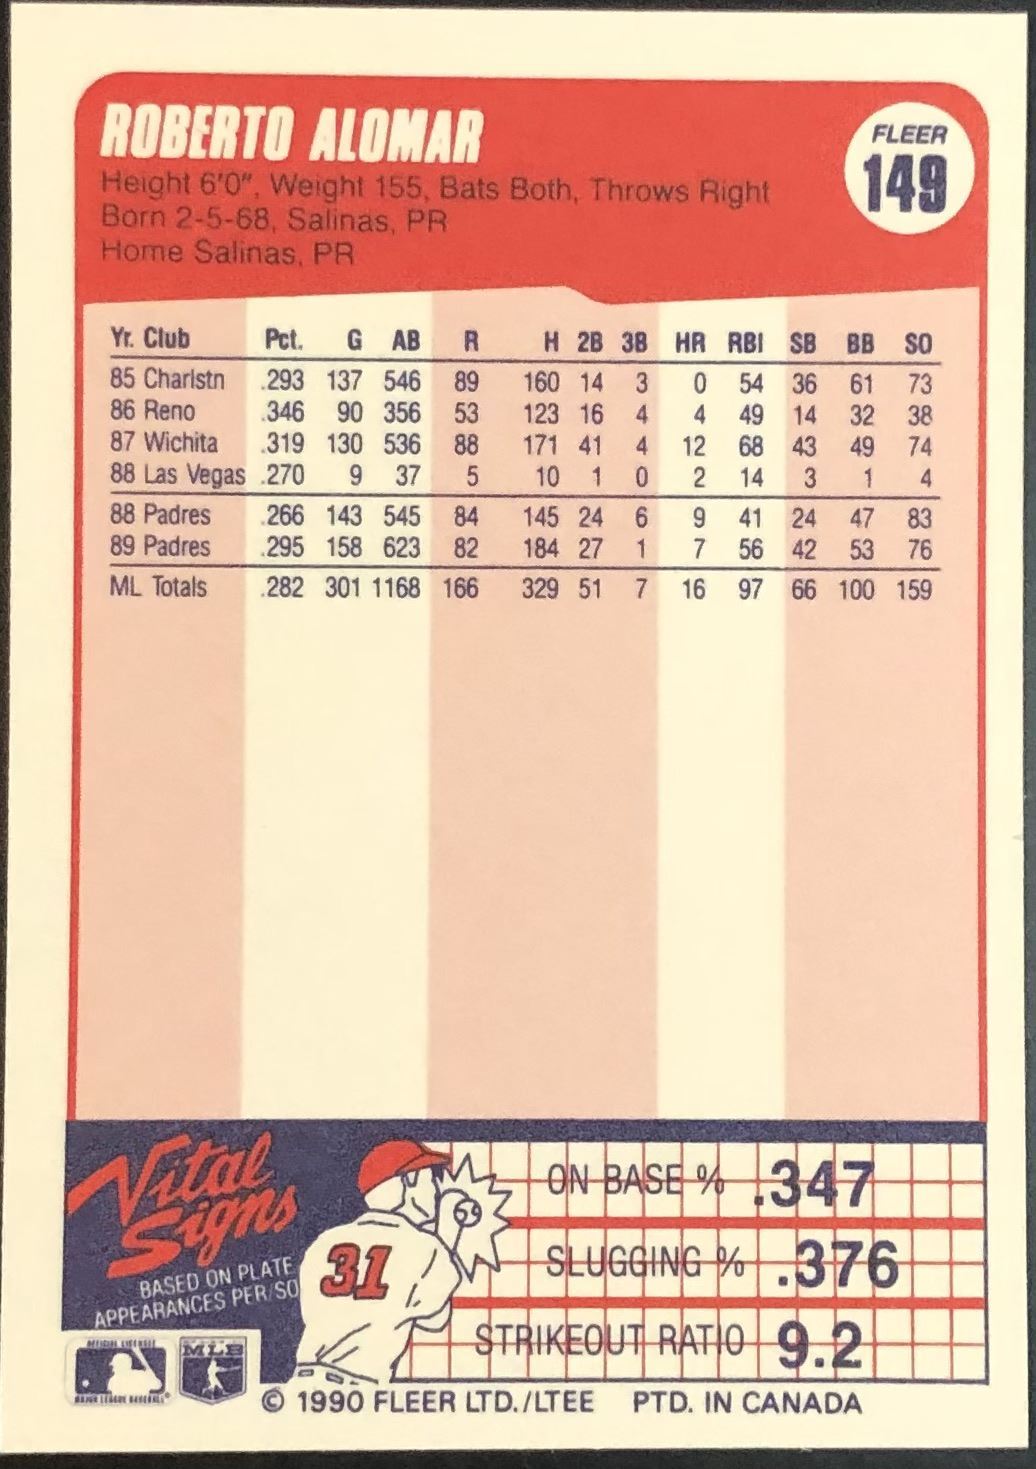 ROBERTO ALOMAR
Height 6'0", Weight 155, Bats Both, Throws Right
Born 2-5-68, Salinas, PR
Home Salinas, PR
FLEER
149
Yr. Club Pct. G AB R H 2B 3B HR RBI SB BB SO
85 Charlstn .293 137 546 89 160 14 3 0 54 36 61 73
86 Reno .346 90 356 53 123 16 4 4 49 14 32 38
87 Wichita .319 130 536 88 171 41 4 12 68 43 49 74
88 Las Vegas .270 9 37 5 10 1 0 2 14 3 1 4
88 Padres .266 143 545 84 145 24 6 9 41 24 47 83
89 Padres .295 158 623 82 184 27 1 7 56 42 53 76
ML Totals .282 301 1168 166 329 51 7 16 97 66 100 159
Vital
Signs
BASED ON PLATE
APPEARANCES PER/SO
31
ON BASE % .347
SLUGGING % .376
STRIKEOUT RATIO 9.2
OFFICIAL LICENSEE
MAJOR LEAGUE BASEBALL®
MLB
© 1990 FLEER LTD./LTEE PTD. IN CANADA